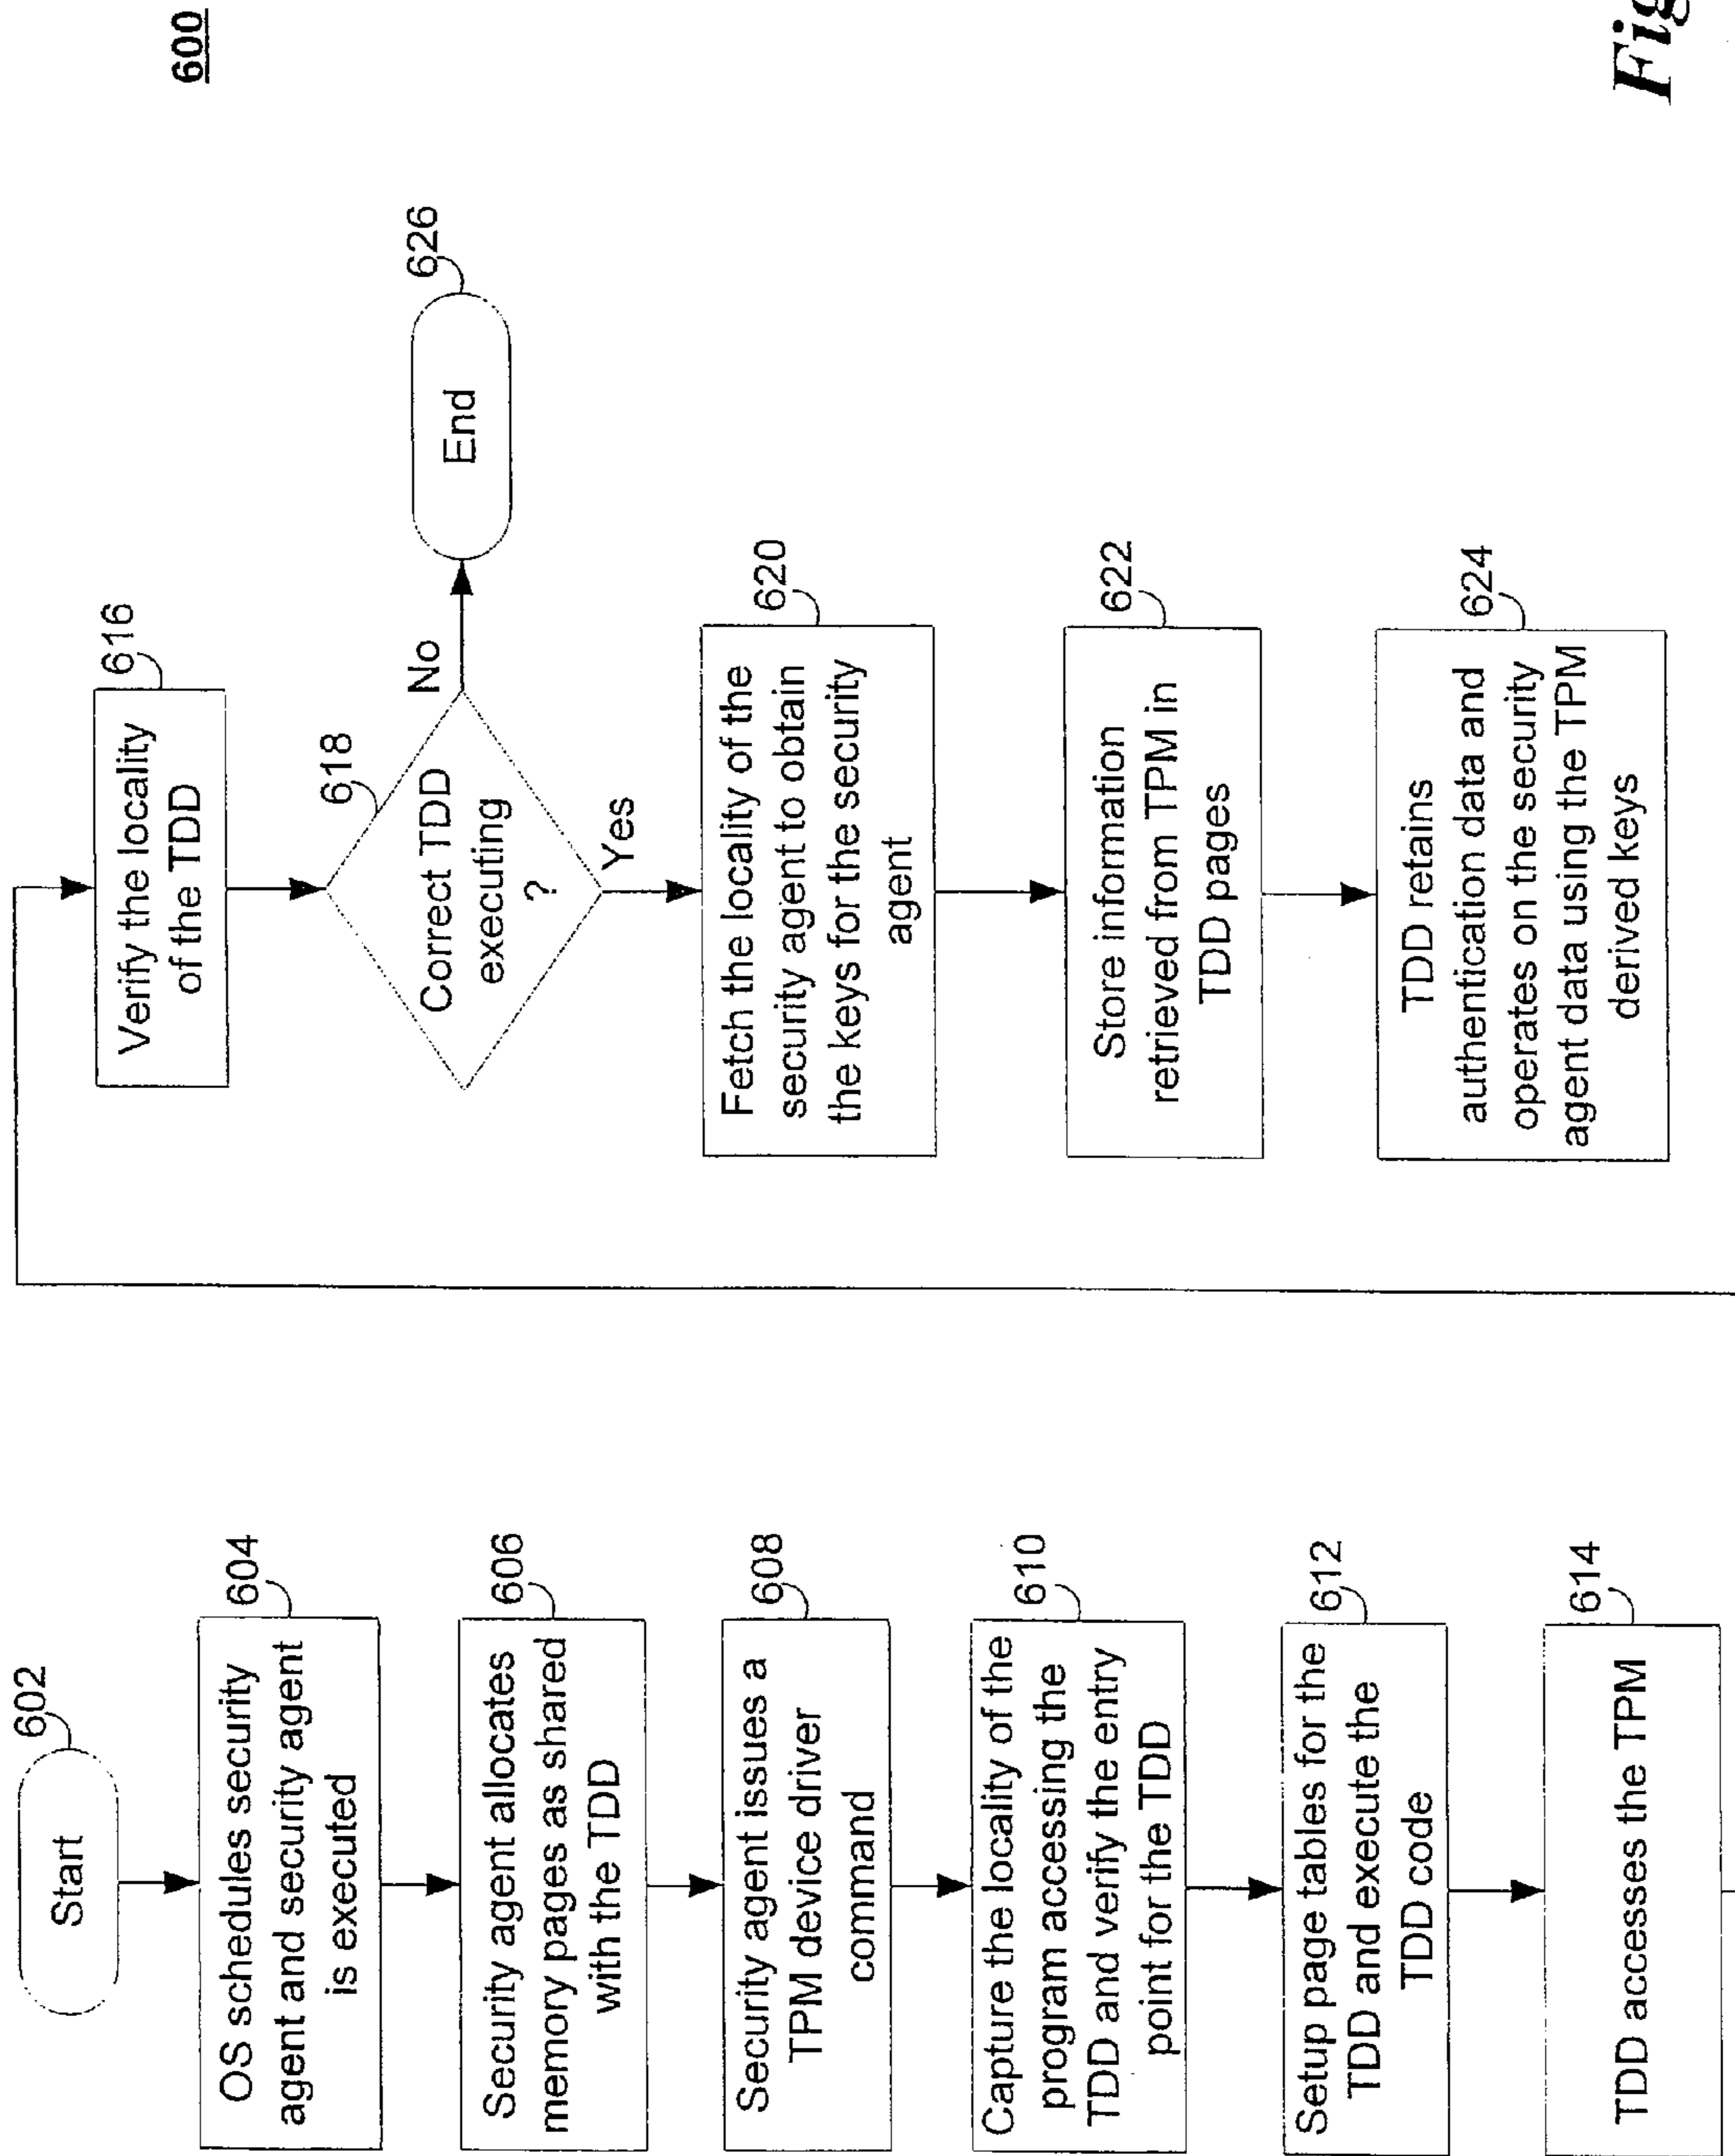 600
602
Start
604
OS schedules security
agent and security agent
is executed
606
Security agent allocates
memory pages as shared
with the TDD
608
Security agent issues a
TPM device driver
command
610
Capture the locality of the
program accessing the
TDD and verify the entry
point for the TDD
612
Setup page tables for the
TDD and execute the
TDD code
614
TDD accesses the TPM
616
Verify the locality
of the TDD
618
Correct TDD
executing
?
No
626
End
Yes
620
Fetch the locality of the
security agent to obtain
the keys for the security
agent
622
Store information
retrieved from TPM in
TDD pages
624
TDD retains
authentication data and
operates on the security
agent data using the TPM
derived keys
Fig